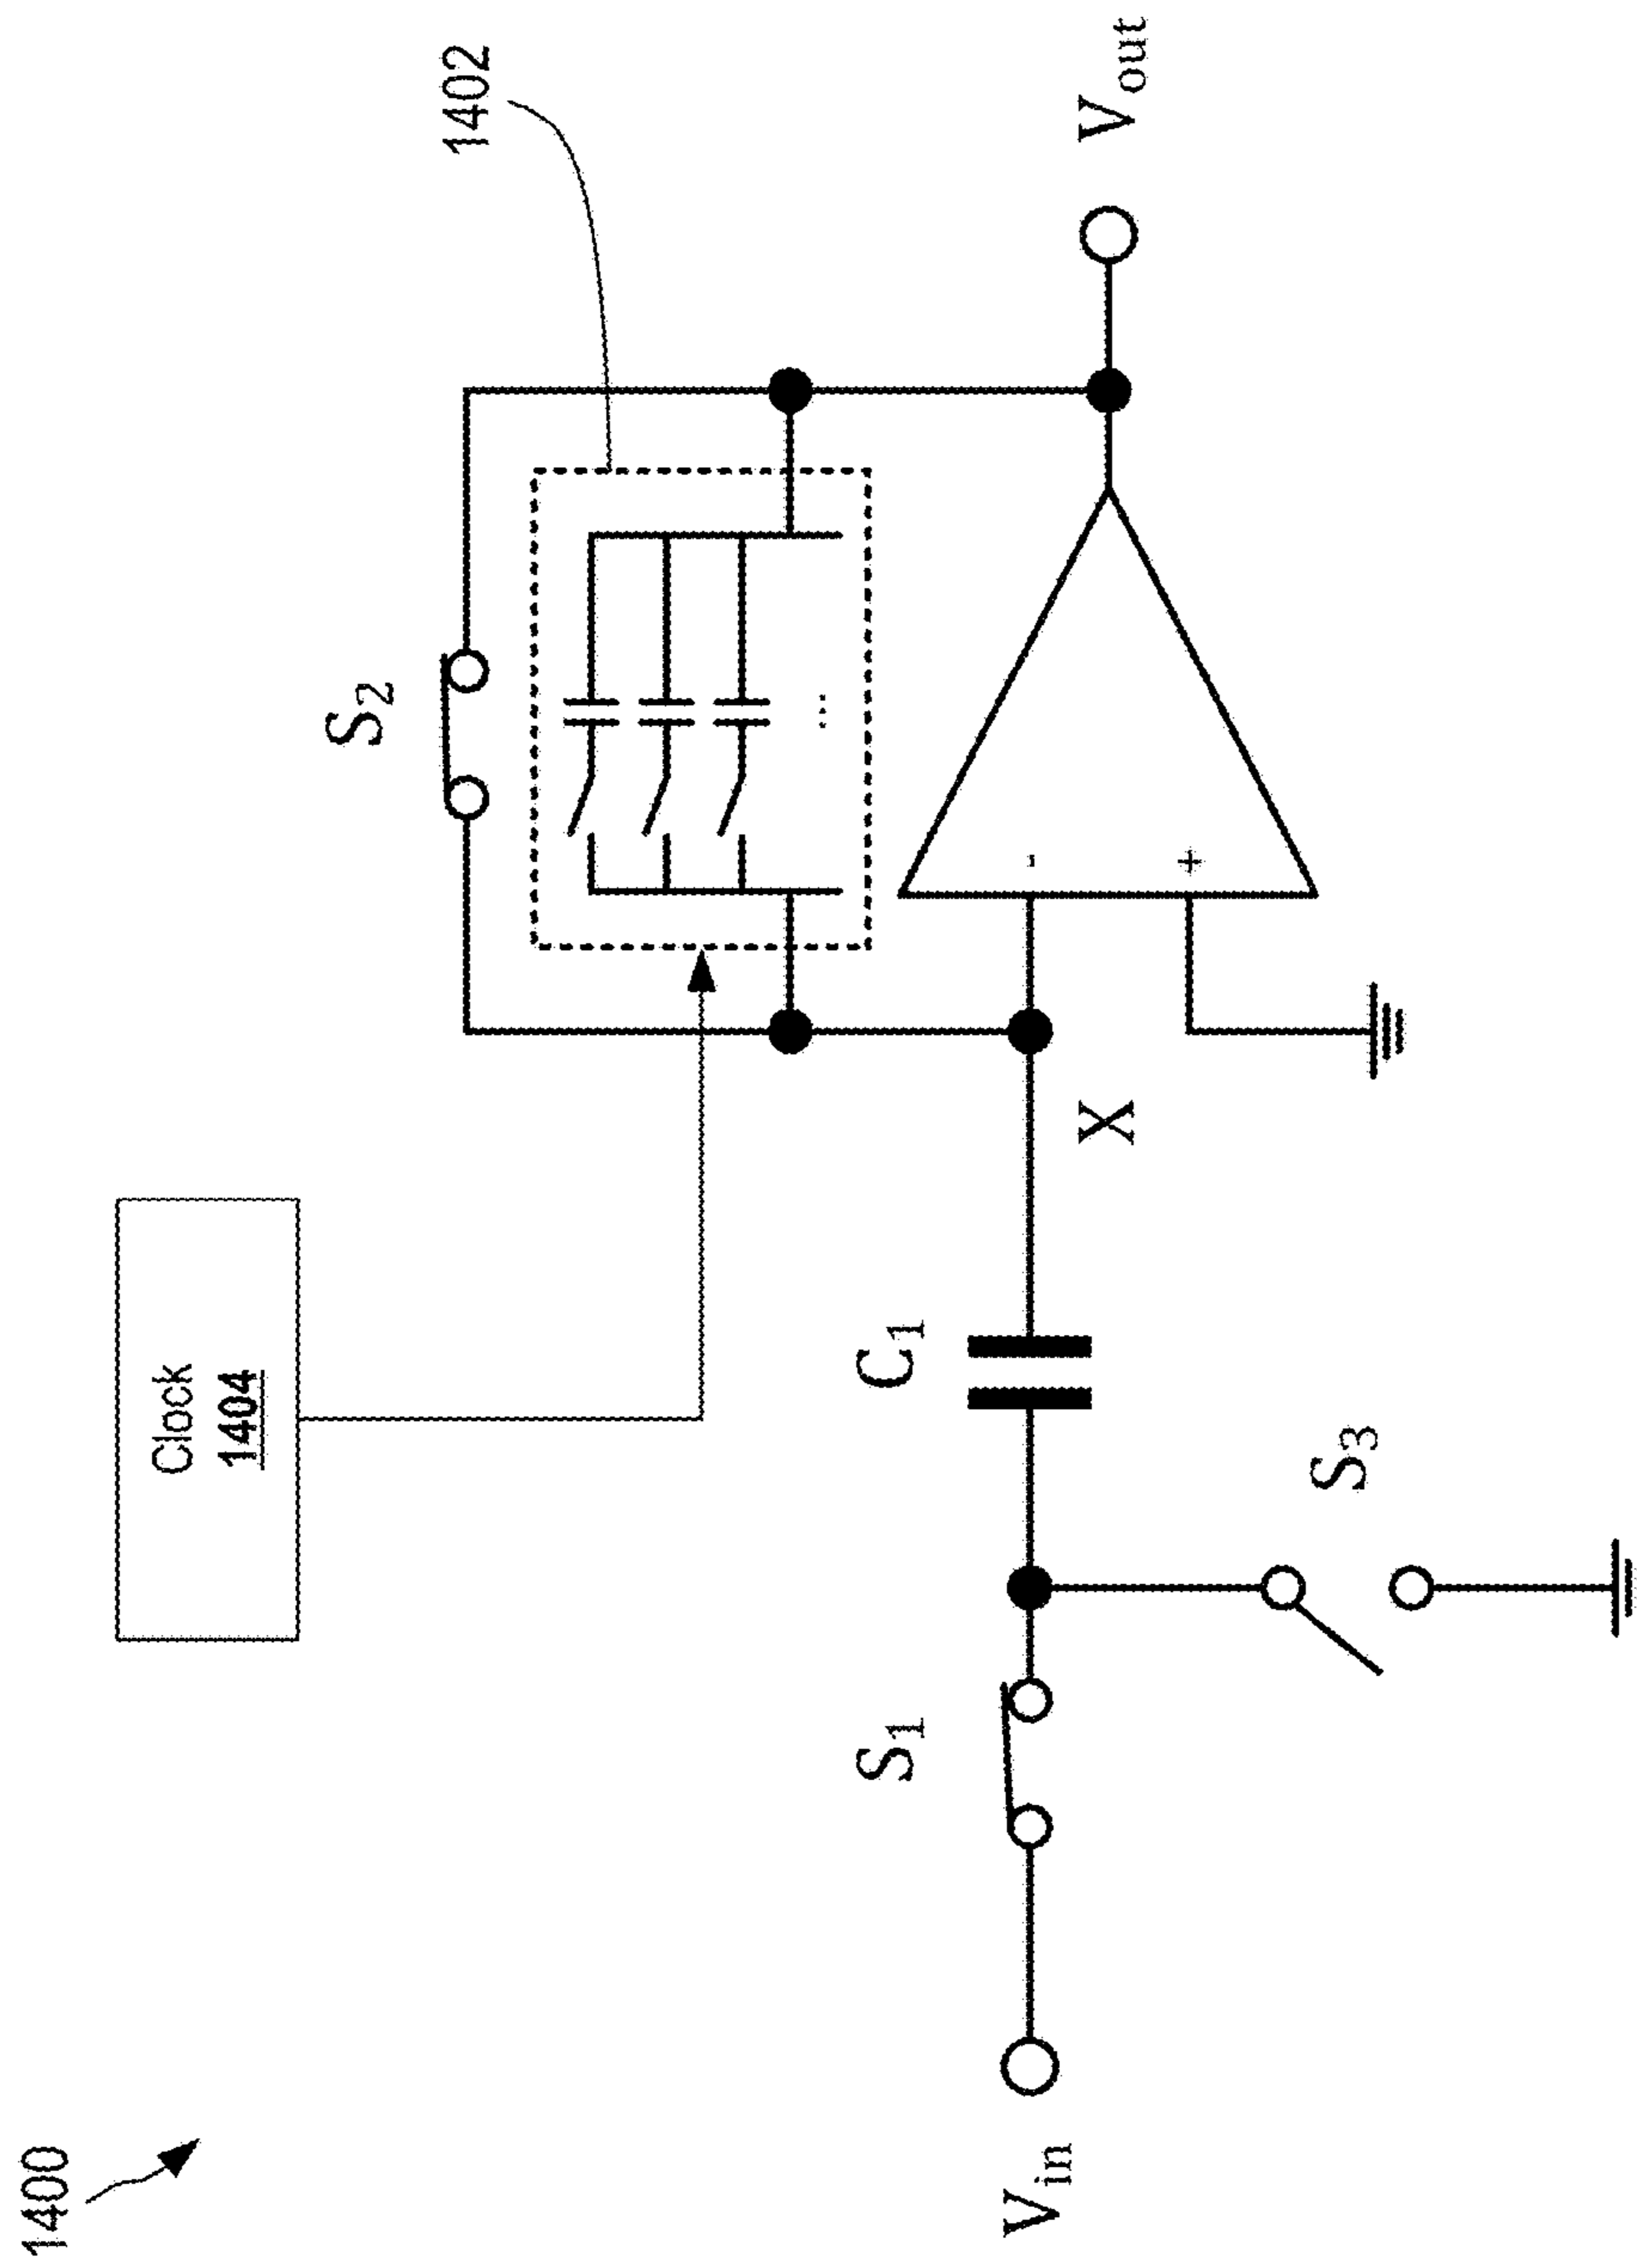 1400
Clock
1404
1402
S2
S1
C1
Vin
X
-
+
Vout
S3
...